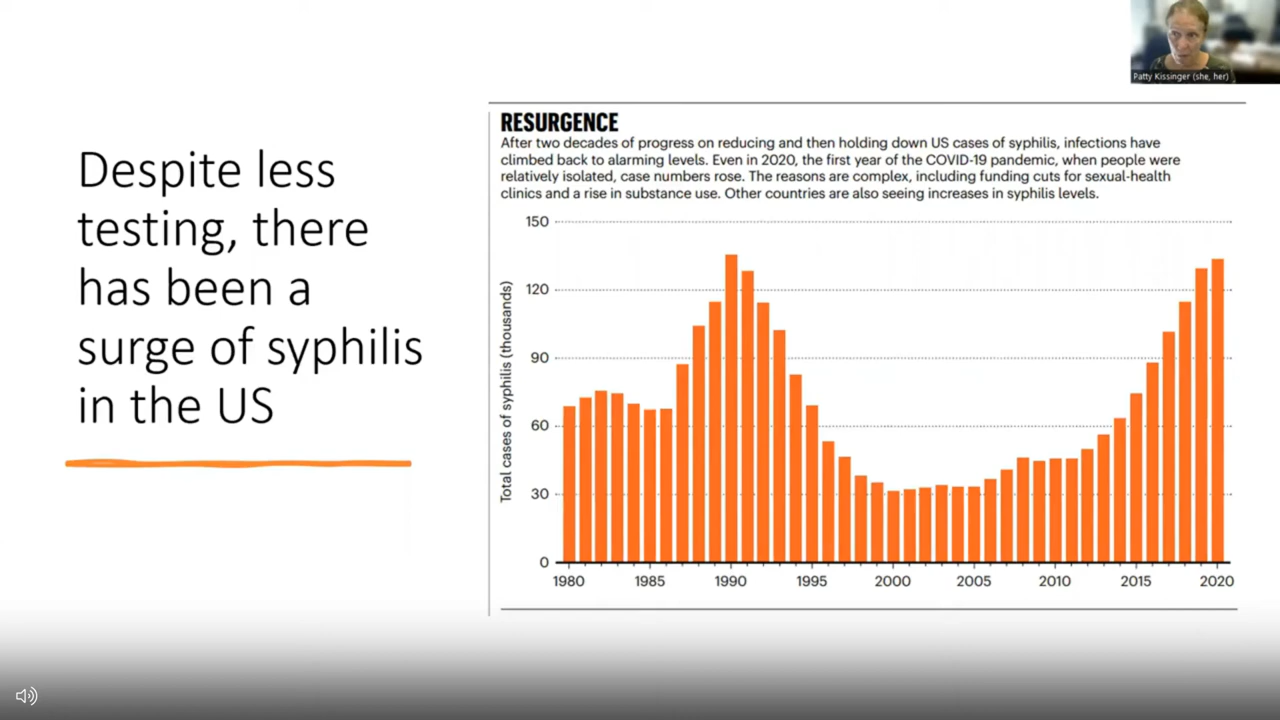 Patty Kissinger (she, her)
Despite less
testing, there
has been a
surge of syphilis
in the US
RESURGENCE
After two decades of progress on reducing and then holding down US cases of syphilis, infections have
climbed back to alarming levels. Even in 2020, the first year of the COVID-19 pandemic, when people were
relatively isolated, case numbers rose. The reasons are complex, including funding cuts for sexual-health
clinics and a rise in substance use. Other countries are also seeing increases in syphilis levels.
Total cases of syphilis (thousands)
150
120
90
60
30
0
1980 1985 1990 1995 2000 2005 2010 2015 2020